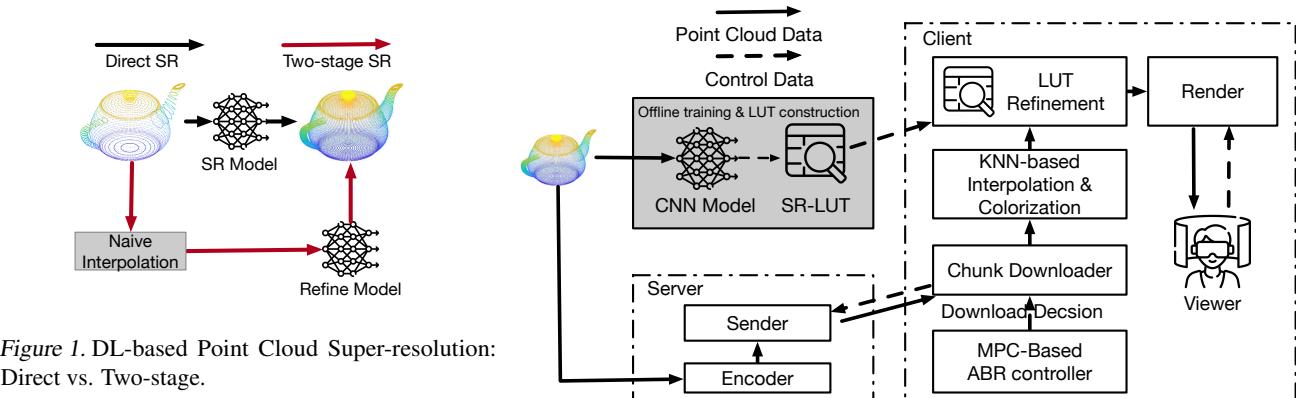 Direct SR
Two-stage SR
SR Model
Naive
Interpolation
Refine Model
Figure 1. DL-based Point Cloud Super-resolution:
Direct vs. Two-stage.
Point Cloud Data
Control Data
Offline training & LUT construction
CNN Model
SR-LUT
Server
Sender
Encoder
Client
LUT
Refinement
Render
KNN-based
Interpolation &
Colorization
Chunk Downloader
Download Decsion
MPC-Based
ABR controller
Viewer